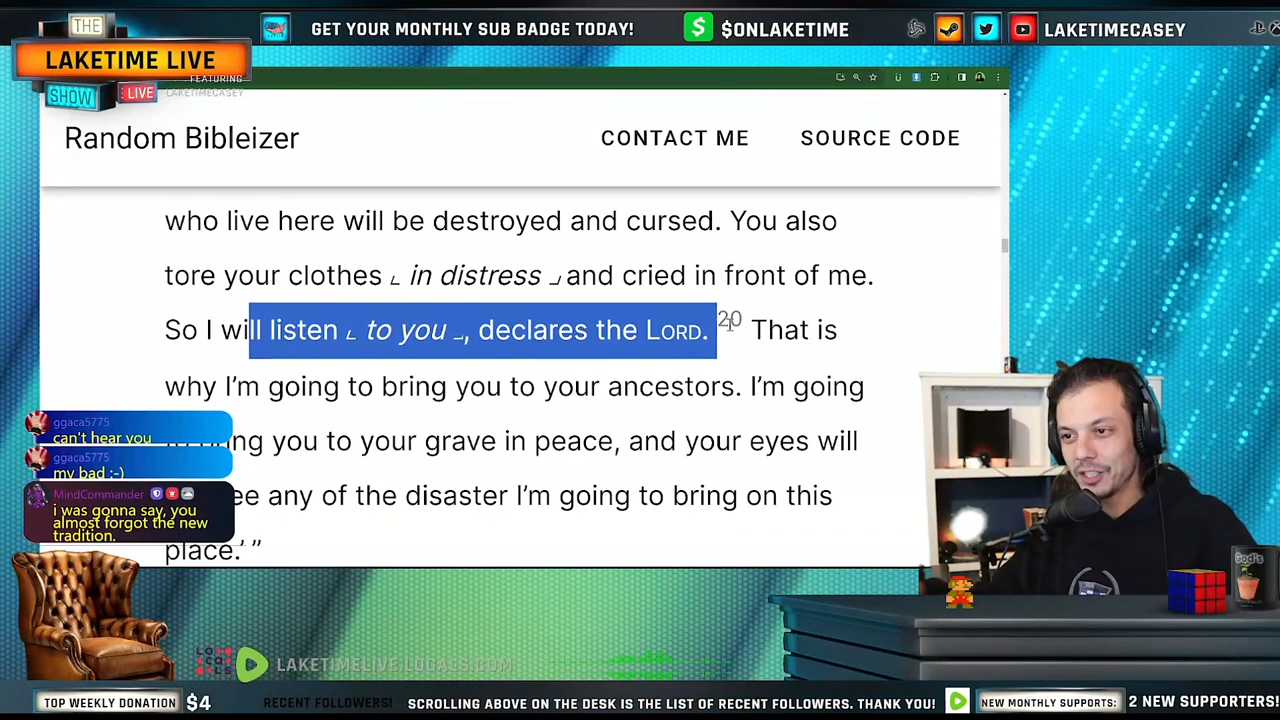 THE
LAKETIME LIVE
FEATURING
SHOW
LIVE
LAKETIMECASEY
GET YOUR MONTHLY SUB BADGE TODAY!
$ONLAKETIME
LAKETIMECASEY
Random Bibleizer
CONTACT ME
SOURCE CODE
who live here will be destroyed and cursed. You also
tore your clothes ⌞ in distress ⌟ and cried in front of me.
So I will listen ⌞ to you ⌟, declares the LORD. 20 That is
why I’m going to bring you to your ancestors. I’m going
you to your grave in peace, and your eyes will
any of the disaster I’m going to bring on this
place.’ ”
ggaca5775
can't hear you
ggaca5775
my bad :-)
MindCommander
i was gonna say, you
almost forgot the new
tradition.
God's
LOCALS
LAKETIMELIVE.LOCALS.COM
TOP WEEKLY DONATION
$4
RECENT FOLLOWERS!
SCROLLING ABOVE ON THE DESK IS THE LIST OF RECENT FOLLOWERS. THANK YOU!
NEW MONTHLY SUPPORTS:
2 NEW SUPPORTERS!